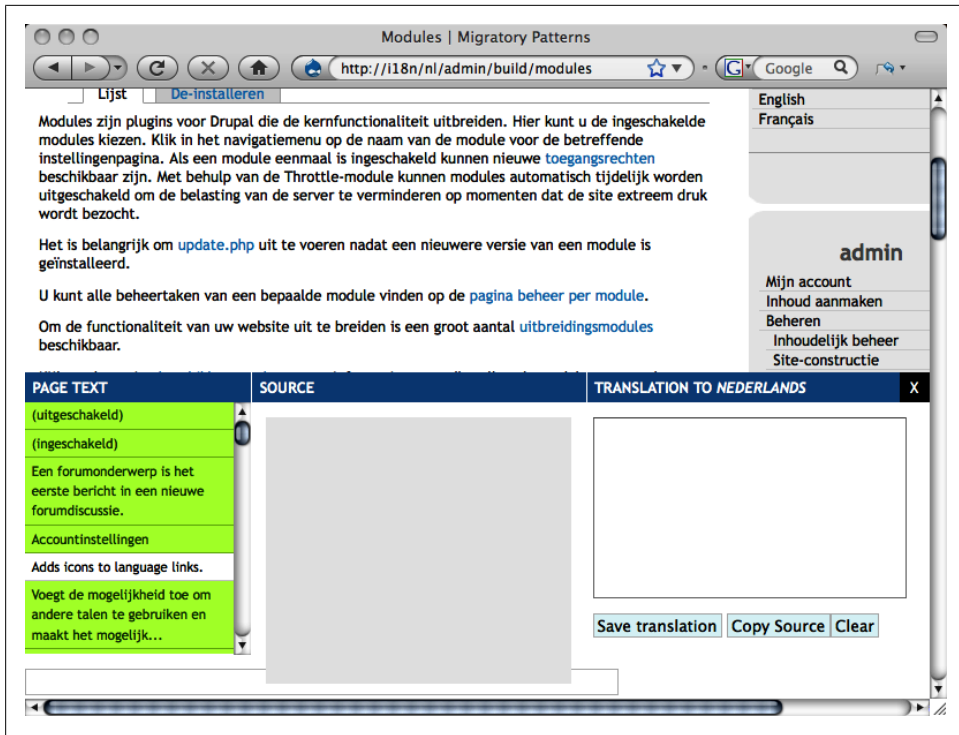 Modules | Migratory Patterns
http://i18n/nl/admin/build/modules
G
Google
Lijst
De-installeren
Modules zijn plugins voor Drupal die de kernfunctionaliteit uitbreiden. Hier kunt u de ingeschakelde
modules kiezen. Klik in het navigatiemenu op de naam van de module voor de betreffende
instellingenpagina. Als een module eenmaal is ingeschakeld kunnen nieuwe toegangsrechten
beschikbaar zijn. Met behulp van de Throttle-module kunnen modules automatisch tijdelijk worden
uitgeschakeld om de belasting van de server te verminderen op momenten dat de site extreem druk
wordt bezocht.
Het is belangrijk om update.php uit te voeren nadat een nieuwere versie van een module is
geïnstalleerd.
U kunt alle beheertaken van een bepaalde module vinden op de pagina beheer per module.
Om de functionaliteit van uw website uit te breiden is een groot aantal uitbreidingsmodules
beschikbaar.
English
Français
admin
Mijn account
Inhoud aanmaken
Beheren
Inhoudelijk beheer
Site-constructie
PAGE TEXT
SOURCE
TRANSLATION TO NEDERLANDS
X
(uitgeschakeld)
(ingeschakeld)
Een forumonderwerp is het
eerste bericht in een nieuwe
forumdiscussie.
Accountinstellingen
Adds icons to language links.
Voegt de mogelijkheid toe om
andere talen te gebruiken en
maakt het mogelijk...
Save translation
Copy Source
Clear